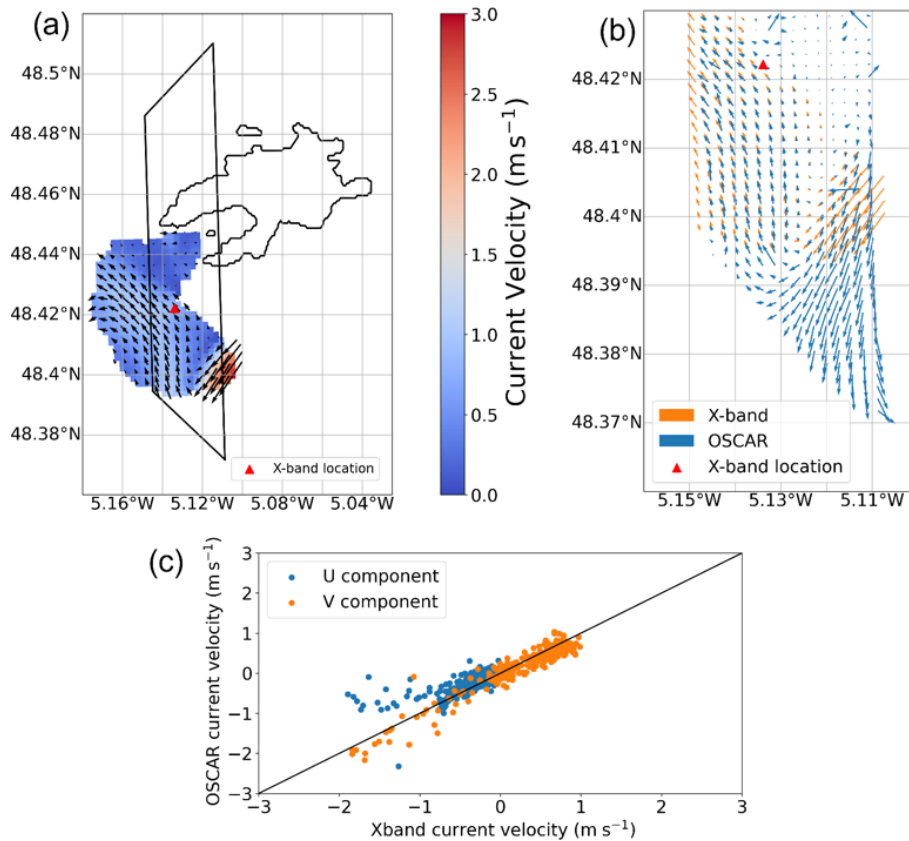 (a)
48.5°N
48.48°N
48.46°N
48.44°N
48.42°N
48.4°N
48.38°N
5.16°W 5.12°W 5.08°W 5.04°W
X-band location
3.0
2.5
2.0
1.5
1.0
0.5
0.0
Current Velocity (m s⁻¹)
(b)
48.42°N
48.41°N
48.4°N
48.39°N
48.38°N
48.37°N
X-band
OSCAR
X-band location
5.15°W 5.13°W 5.11°W
(c)
U component
V component
3
2
1
0
−1
−2
−3
−3 −2 −1 0 1 2 3
OSCAR current velocity (m s⁻¹)
Xband current velocity (m s⁻¹)